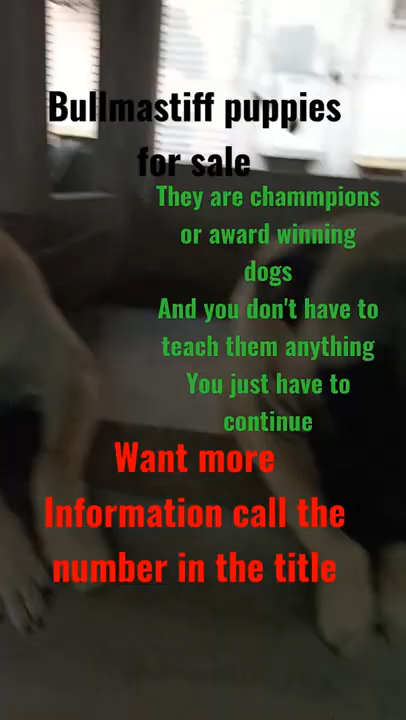 Bullmastiff puppies
for sale
They are chammpions
or award winning
dogs
And you don't have to
teach them anything
You just have to
continue
Want more
Information call the
number in the title